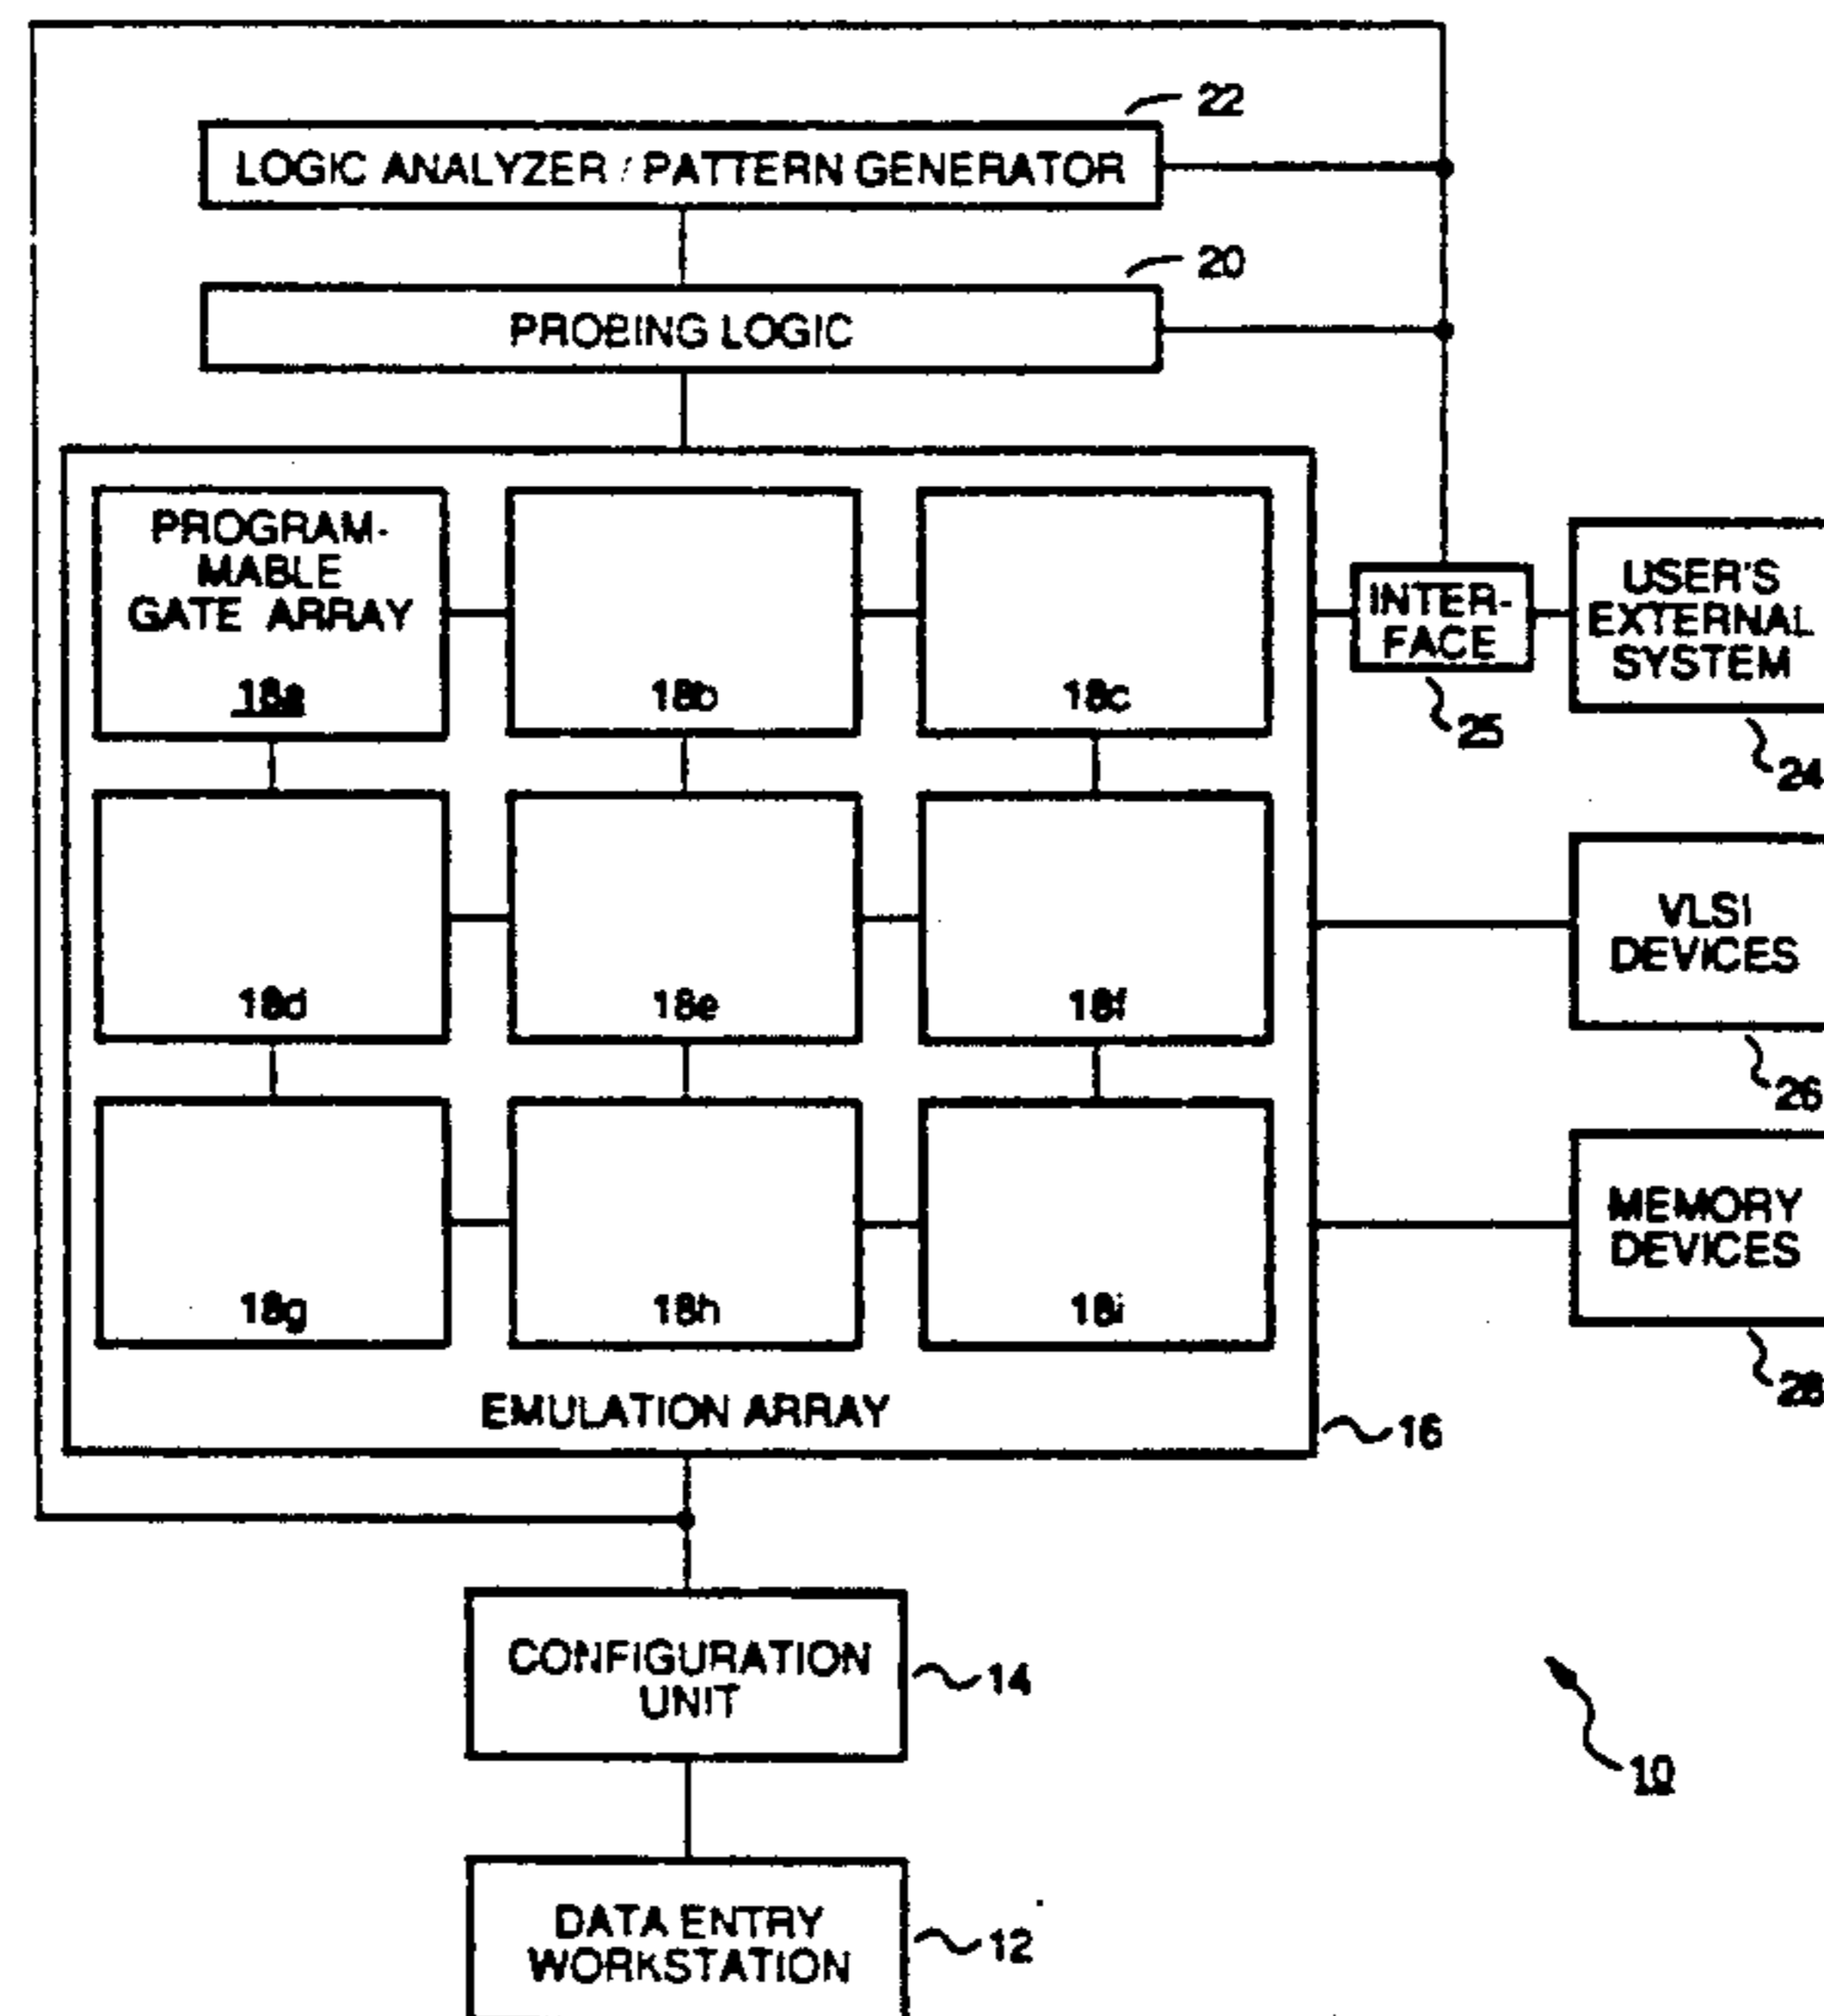 22
LOGIC ANALYZER / PATTERN GENERATOR
20
PROBING LOGIC
PROGRAM-
MABLE
GATE ARRAY
18a
18b
18c
INTER-
FACE
25
USER'S
EXTERNAL
SYSTEM
24
18d
18e
18f
VLSI
DEVICES
26
18g
18h
18i
MEMORY
DEVICES
28
EMULATION ARRAY
16
CONFIGURATION
UNIT
14
10
DATA ENTRY
WORKSTATION
12